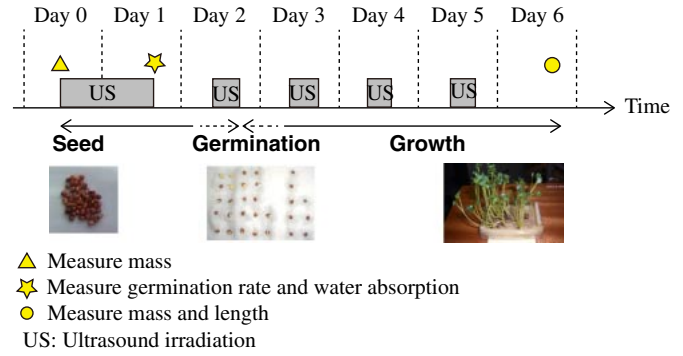 Day 0 Day 1 Day 2 Day 3 Day 4 Day 5 Day 6
US US US US US
Time
Seed Germination Growth
Measure mass
Measure germination rate and water absorption
Measure mass and length
US: Ultrasound irradiation